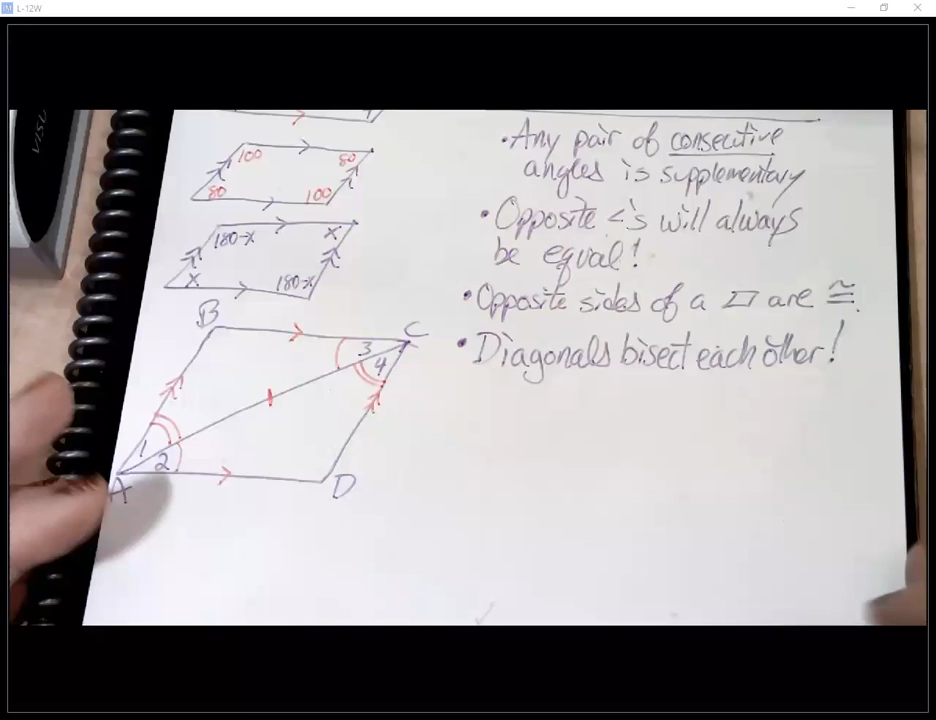 L-12W
VISU
100
80
80
100
180-x
x
x
180-x
B
C
3
4
1
2
A
D
•Any pair of consecutive
angles is supplementary
•Opposite <'s will always
be equal!
•Opposite sides of a ▱ are ≅.
•Diagonals bisect each other!